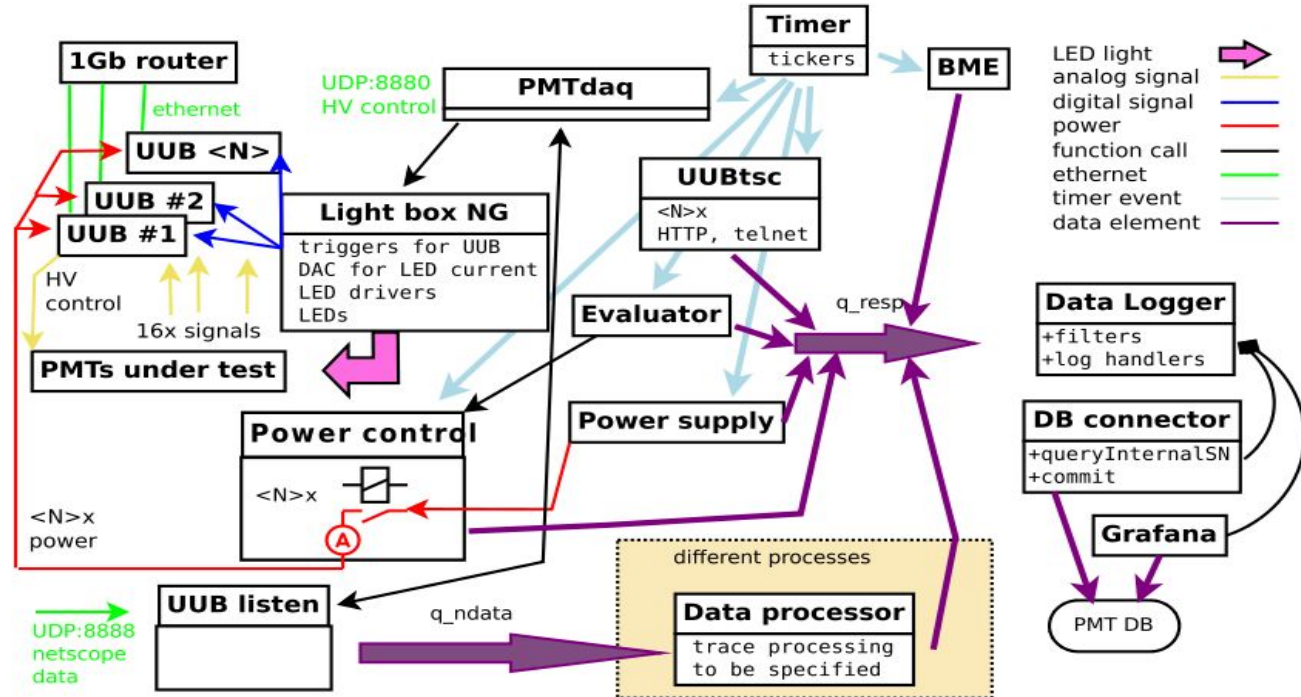 1Gb router
ethernet
UUB <N>
UUB #2
UUB #1
HV
control
16x signals
PMTs under test
UDP:8880
HV control
PMTdaq
Light box NG
triggers for UUB
DAC for LED current
LED drivers
LEDs
Timer
tickers
BME
UUBtsc
<N>x
HTTP, telnet
Evaluator
q_resp
Power supply
Power control
<N>x
A
<N>x
power
UUB listen
UDP:8888
netscope
data
q_ndata
different processes
Data processor
trace processing
to be specified
LED light
analog signal
digital signal
power
function call
ethernet
timer event
data element
Data Logger
+filters
+log handlers
DB connector
+queryInternalSN
+commit
Grafana
PMT DB